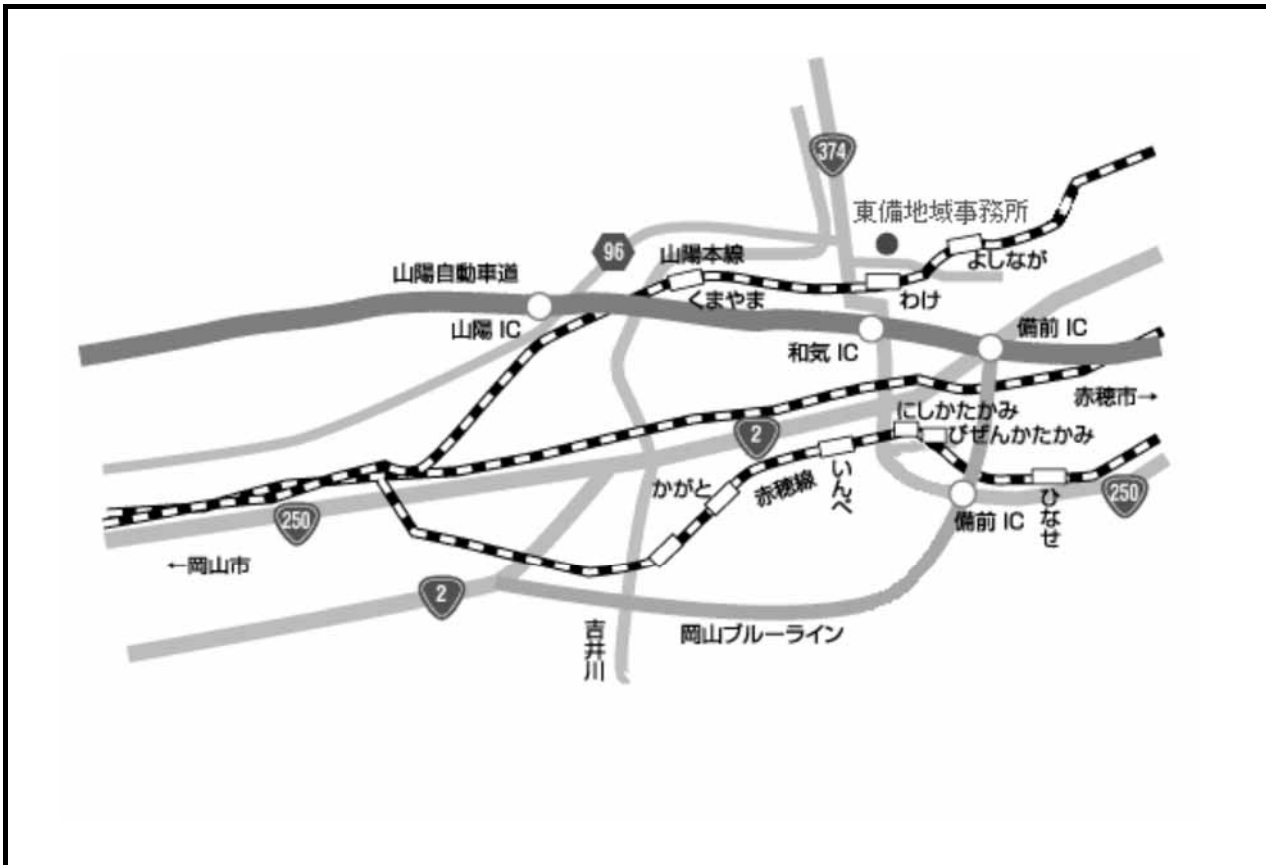 374
東備地域事務所
96
山陽本線
よしなが
山陽自動車道
くまやま
わけ
山陽 IC
備前 IC
和気 IC
赤穂市→
にしかたかみ
びぜんかたかみ
2
かがと
赤穂線
いんべ
250
250
備前 IC
ひなせ
←岡山市
2
吉井川
岡山ブルーライン